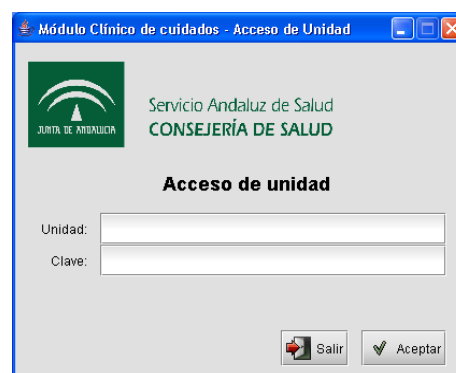 Módulo Clínico de cuidados - Acceso de Unidad
JUNTA DE ANDALUCIA
Servicio Andaluz de Salud
CONSEJERÍA DE SALUD
Acceso de unidad
Unidad:
Clave:
Salir
Aceptar